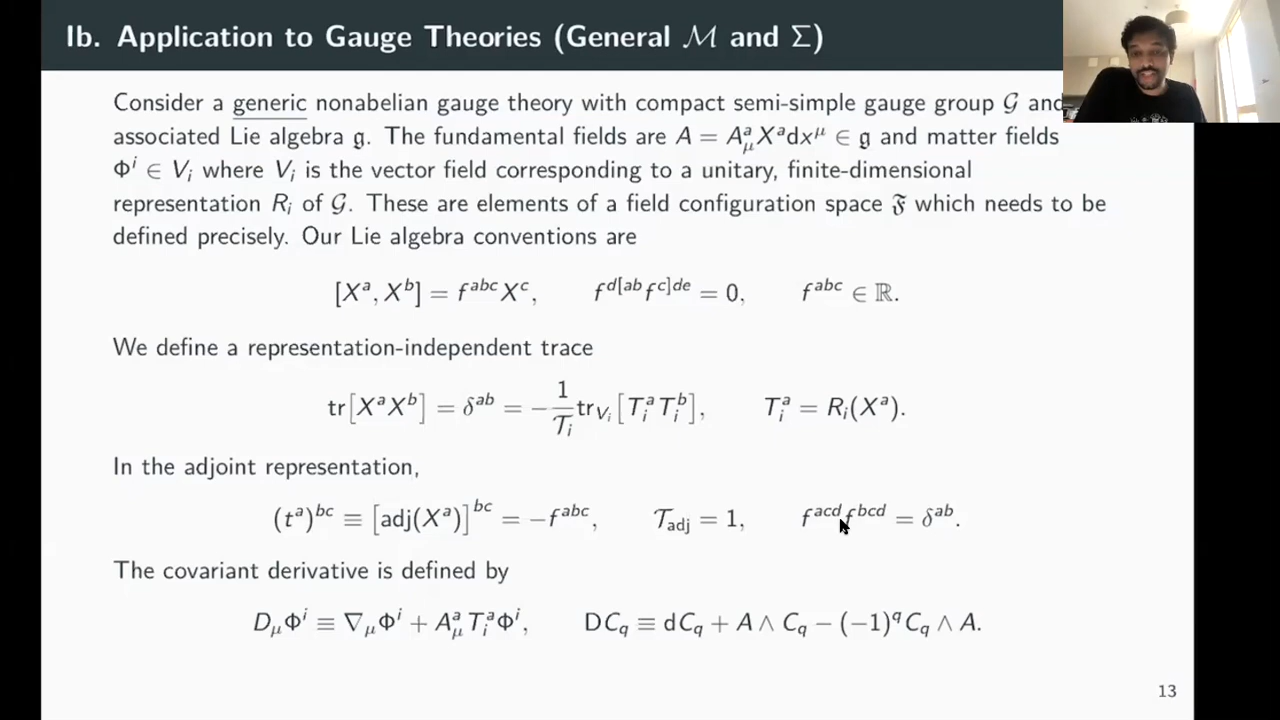 Ib. Application to Gauge Theories (General ℳ and Σ)
Consider a generic nonabelian gauge theory with compact semi-simple gauge group 𝒢 and
associated Lie algebra 𝔤. The fundamental fields are A = A^a_μ X^a dx^μ ∈ 𝔤 and matter fields
Φ^i ∈ V_i where V_i is the vector field corresponding to a unitary, finite-dimensional
representation R_i of 𝒢. These are elements of a field configuration space 𝔉 which needs to be
defined precisely. Our Lie algebra conventions are
[X^a, X^b] = f^{abc} X^c, f^{d[ab} f^{c]de} = 0, f^{abc} ∈ ℝ.
We define a representation-independent trace
tr[X^a X^b] = δ^{ab} = −\frac{1}{𝒯_i} tr_{V_i}[T^a_i T^b_i], T^a_i = R_i(X^a).
In the adjoint representation,
(t^a)^{bc} ≡ [adj(X^a)]^{bc} = −f^{abc}, 𝒯_{adj} = 1, f^{acd} f^{bcd} = δ^{ab}.
The covariant derivative is defined by
D_μ Φ^i ≡ ∇_μ Φ^i + A^a_μ T^a_i Φ^i, DC_q ≡ dC_q + A ∧ C_q − (−1)^q C_q ∧ A.
13